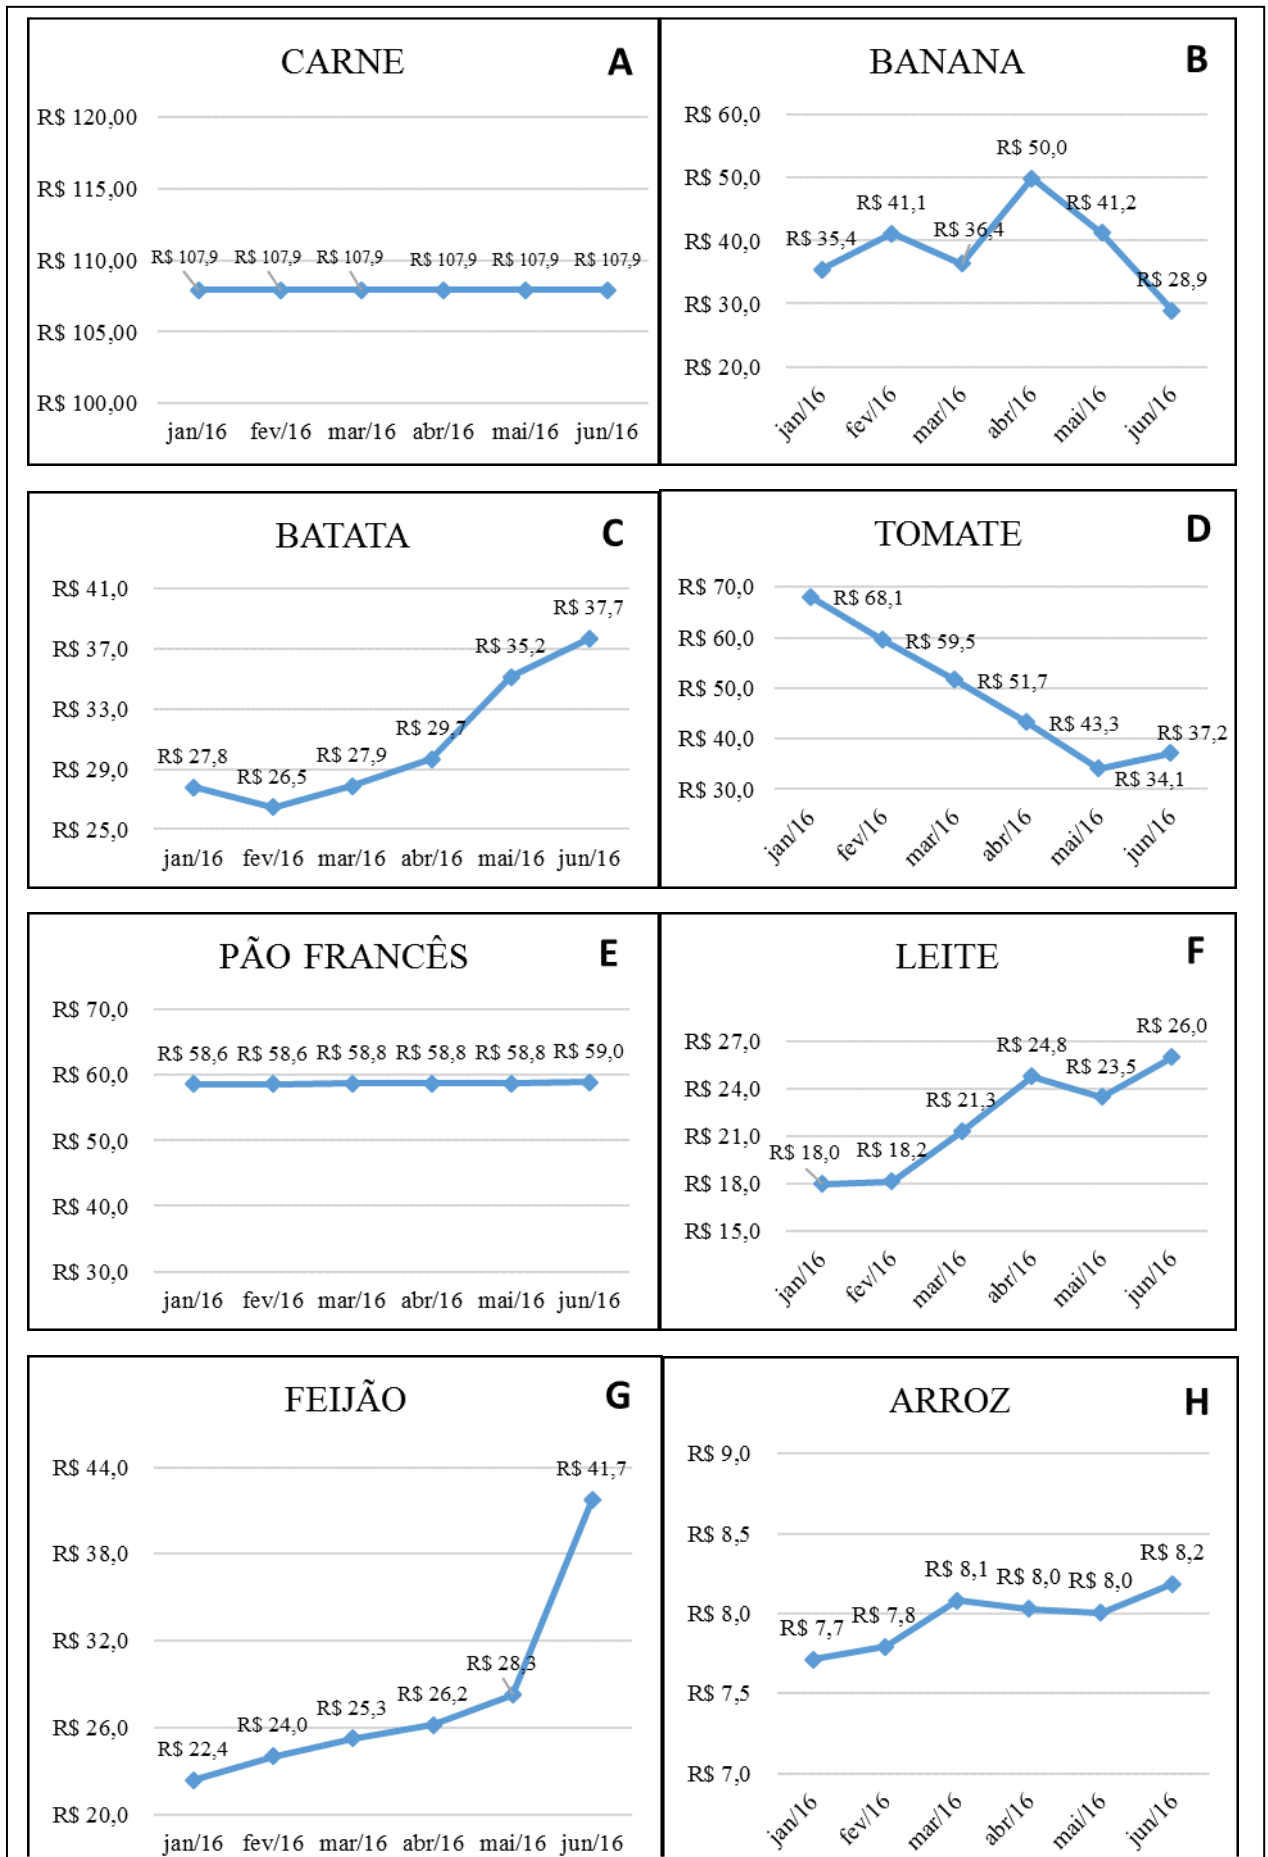 CARNE A
R$ 120,00
R$ 115,00
R$ 110,00
R$ 105,00
R$ 100,00
R$ 107,9 R$ 107,9 R$ 107,9 R$ 107,9 R$ 107,9 R$ 107,9
jan/16 fev/16 mar/16 abr/16 mai/16 jun/16
BANANA B
R$ 60,0
R$ 50,0
R$ 40,0
R$ 30,0
R$ 20,0
R$ 35,4 R$ 41,1 R$ 36,4 R$ 50,0 R$ 41,2 R$ 28,9
jan/16 fev/16 mar/16 abr/16 mai/16 jun/16
BATATA C
R$ 41,0
R$ 37,0
R$ 33,0
R$ 29,0
R$ 25,0
R$ 27,8 R$ 26,5 R$ 27,9 R$ 29,7 R$ 35,2 R$ 37,7
jan/16 fev/16 mar/16 abr/16 mai/16 jun/16
TOMATE D
R$ 70,0
R$ 60,0
R$ 50,0
R$ 40,0
R$ 30,0
R$ 68,1 R$ 59,5 R$ 51,7 R$ 43,3 R$ 34,1 R$ 37,2
jan/16 fev/16 mar/16 abr/16 mai/16 jun/16
PÃO FRANCÊS E
R$ 70,0
R$ 60,0
R$ 50,0
R$ 40,0
R$ 30,0
R$ 58,6 R$ 58,6 R$ 58,8 R$ 58,8 R$ 58,8 R$ 59,0
jan/16 fev/16 mar/16 abr/16 mai/16 jun/16
LEITE F
R$ 27,0
R$ 24,0
R$ 21,0
R$ 18,0
R$ 15,0
R$ 18,0 R$ 18,2 R$ 21,3 R$ 24,8 R$ 23,5 R$ 26,0
jan/16 fev/16 mar/16 abr/16 mai/16 jun/16
FEIJÃO G
R$ 44,0
R$ 38,0
R$ 32,0
R$ 26,0
R$ 20,0
R$ 22,4 R$ 24,0 R$ 25,3 R$ 26,2 R$ 28,3 R$ 41,7
jan/16 fev/16 mar/16 abr/16 mai/16 jun/16
ARROZ H
R$ 9,0
R$ 8,5
R$ 8,0
R$ 7,5
R$ 7,0
R$ 7,7 R$ 7,8 R$ 8,1 R$ 8,0 R$ 8,0 R$ 8,2
jan/16 fev/16 mar/16 abr/16 mai/16 jun/16